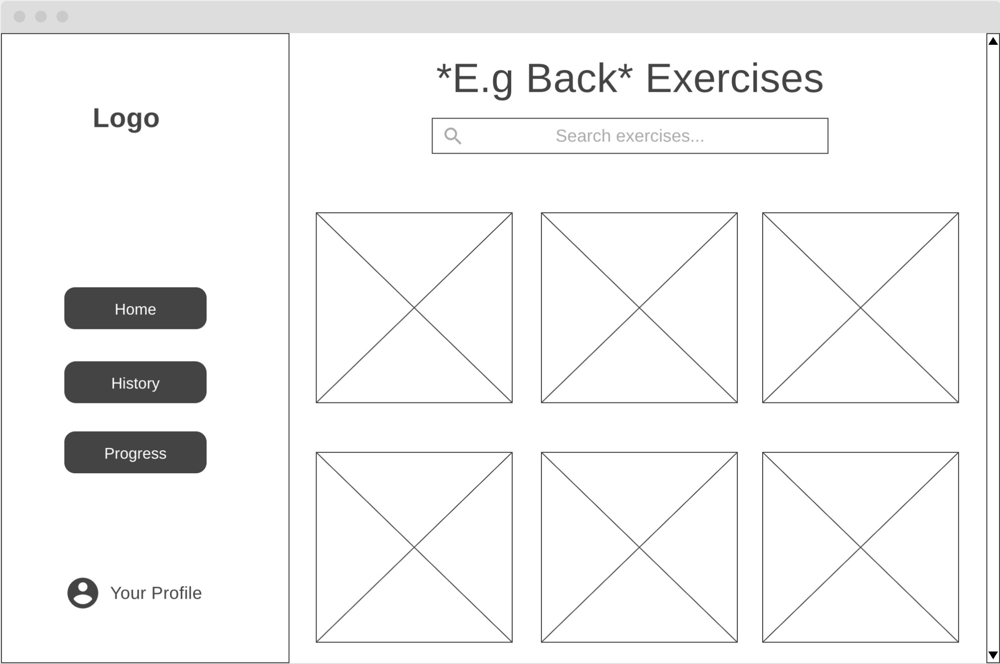 *E.g Back* Exercises
Search exercises...
Logo
Home
History
Progress
Your Profile